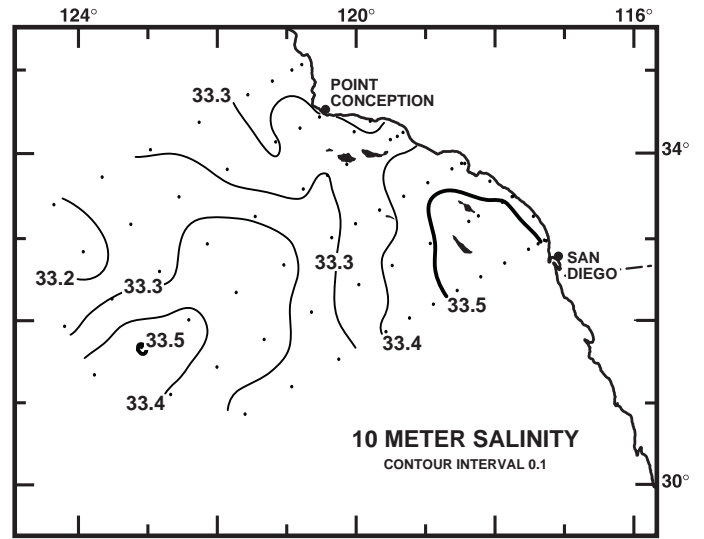 124° 120° 116°
POINT
CONCEPTION
33.3
34°
33.2
33.3
33.3
SAN
DIEGO
33.5
33.5
33.4
33.4
10 METER SALINITY
CONTOUR INTERVAL 0.1
30°